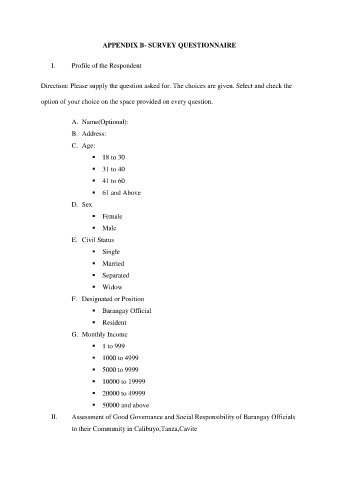 APPENDIX B- SURVEY QUESTIONNAIRE
I. Profile of the Respondent
Direction: Please supply the question asked for. The choices are given. Select and check the
option of your choice on the space provided on every question.
A. Name(Optional):
B. Address:
C. Age:
▪ 18 to 30
▪ 31 to 40
▪ 41 to 60
▪ 61 and Above
D. Sex
▪ Female
▪ Male
E. Civil Status
▪ Single
▪ Married
▪ Separated
▪ Widow
F. Designated or Position
▪ Barangay Official
▪ Resident
G. Monthly Income
▪ 1 to 999
▪ 1000 to 4999
▪ 5000 to 9999
▪ 10000 to 19999
▪ 20000 to 49999
▪ 50000 and above
II. Assessment of Good Governance and Social Responsibility of Barangay Officials
to their Community in Calibuyo,Tanza,Cavite